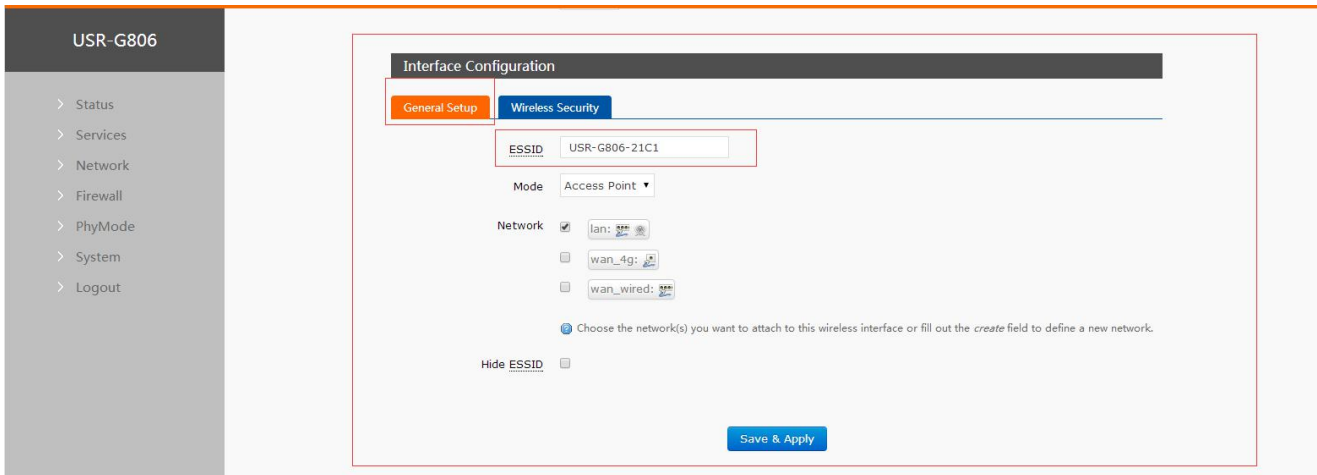 USR-G806
Status
Services
Network
Firewall
PhyMode
System
Logout
Interface Configuration
General Setup
Wireless Security
ESSID USR-G806-21C1
Mode Access Point
Network lan:
wan_4g:
wan_wired:
Choose the network(s) you want to attach to this wireless interface or fill out the create field to define a new network.
Hide ESSID
Save & Apply